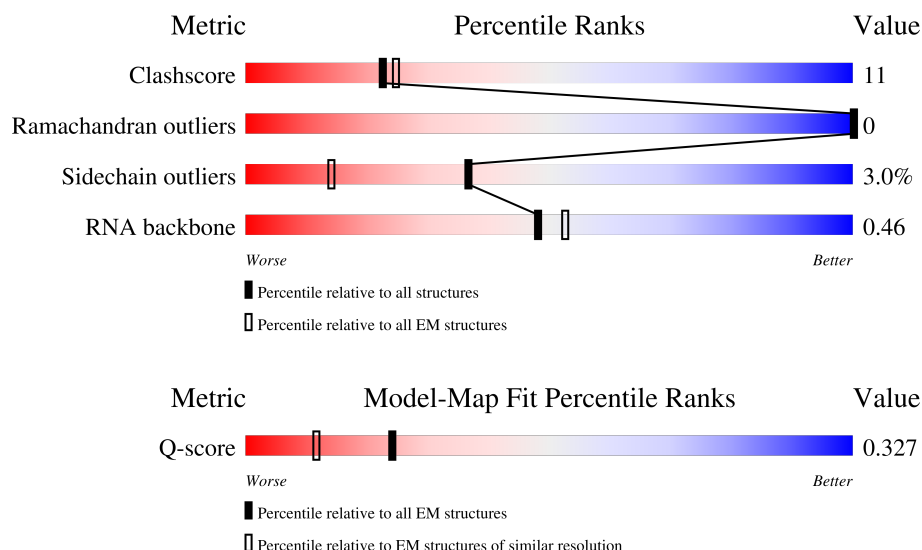 Metric Percentile Ranks Value
Clashscore 11
Ramachandran outliers 0
Sidechain outliers 3.0%
RNA backbone 0.46
Worse Better
Percentile relative to all structures
Percentile relative to all EM structures
Metric Model-Map Fit Percentile Ranks Value
Q-score 0.327
Worse Better
Percentile relative to all EM structures
Percentile relative to EM structures of similar resolution